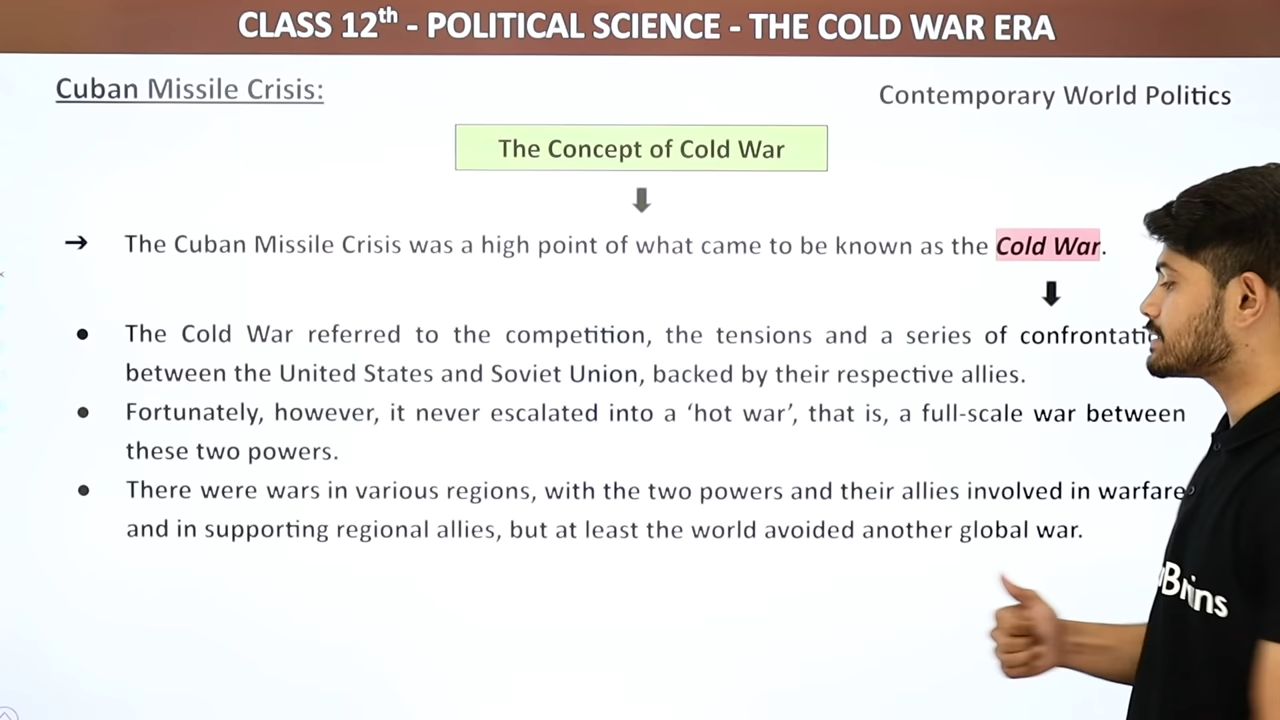 CLASS 12th - POLITICAL SCIENCE - THE COLD WAR ERA
Cuban Missile Crisis:
Contemporary World Politics
The Concept of Cold War
The Cuban Missile Crisis was a high point of what came to be known as the Cold War.
The Cold War referred to the competition, the tensions and a series of
between the United States and Soviet Union, backed by their respective allies.
Fortunately, however, it never escalated into a ‘hot war’, that is, a full-scale war between
these two powers.
There were wars in various regions, with the two powers and their allies involved in warfare
and in supporting regional allies, but at least the world avoided another global war.